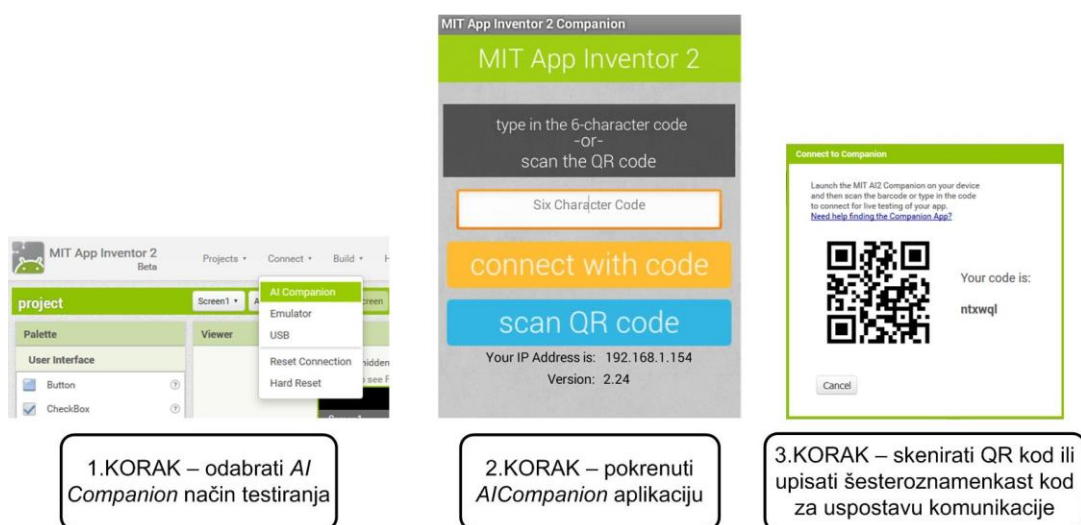 MIT App Inventor 2
Beta
Projects
Connect
Build
project
Screen1
AI Companion
Emulator
USB
Reset Connection
Hard Reset
Palette
Viewer
User Interface
Button
CheckBox
1.KORAK – odabrati AI
Companion način testiranja
MIT App Inventor 2 Companion
MIT App Inventor 2
type in the 6-character code
-or-
scan the QR code
Six Character Code
connect with code
scan QR code
Your IP Address is: 192.168.1.154
Version: 2.24
2.KORAK – pokrenuti
AICompanion aplikaciju
Connect to Companion
Launch the MIT AI2 Companion on your device
and then scan the barcode or type in the code
to connect for live testing of your app.
Need help finding the Companion App?
Your code is:
ntxwql
Cancel
3.KORAK – skenirati QR kod ili
upisati šesteroznamenkast kod
za uspostavu komunikacije